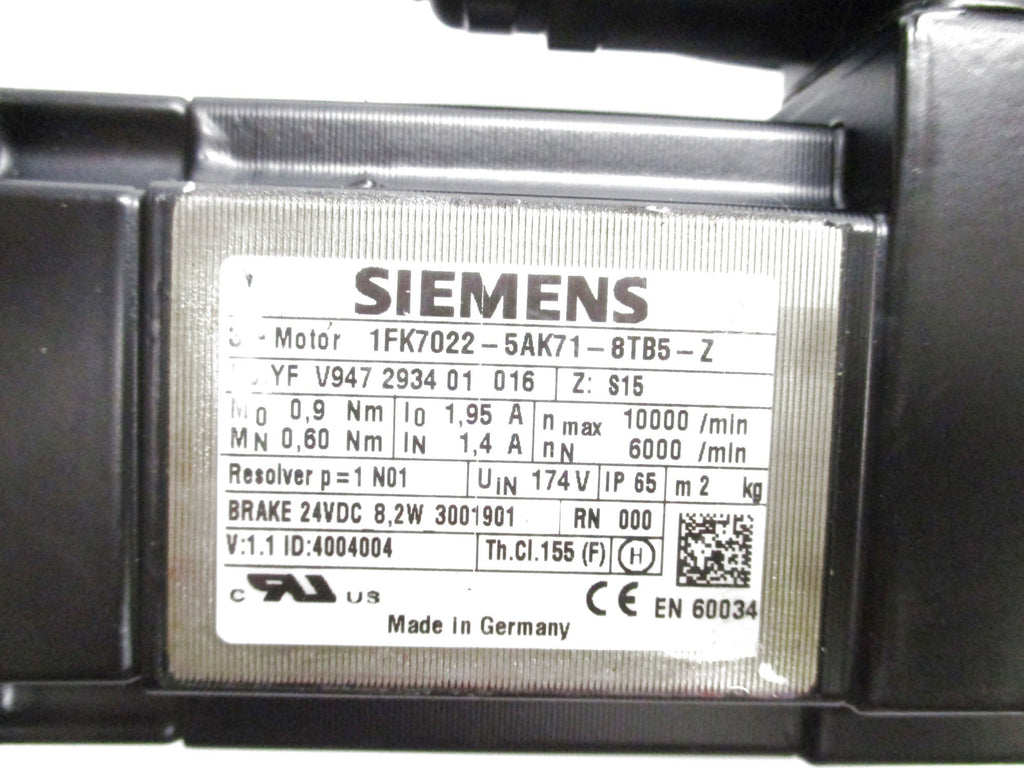 SIEMENS
- Motor 1FK7022-5AK71-8TB5-Z
YF V947 2934 01 016 Z: S15
M0 0,9 Nm I0 1,95 A n max 10000 /min
MN 0,60 Nm IN 1,4 A nN 6000 /min
Resolver p=1 N01 UIN 174V IP 65 m 2 kg
BRAKE 24VDC 8,2W 3001901 RN 000
V:1.1 ID:4004004 Th.Cl.155 (F) H
C RU US CE EN 60034
Made in Germany